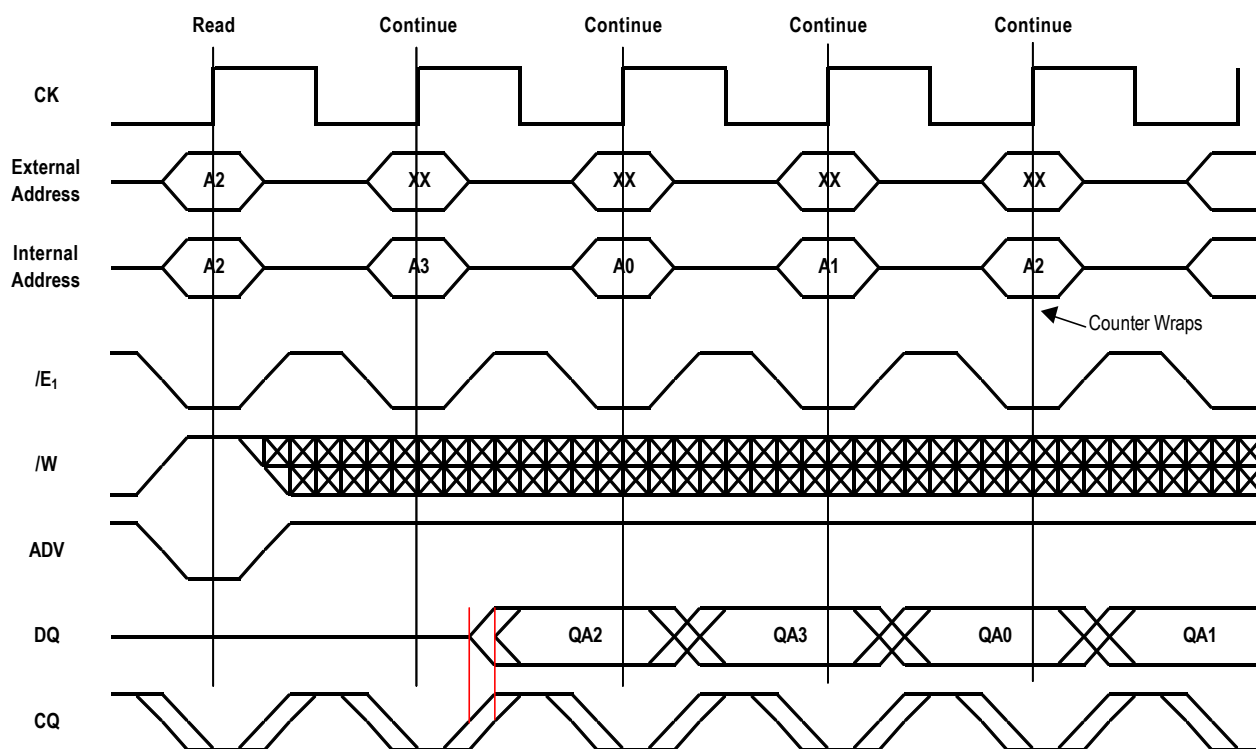 Read Continue Continue Continue Continue
CK
External
Address
A2 XX XX XX XX
Internal
Address
A2 A3 A0 A1 A2
Counter Wraps
/E1
/W
ADV
DQ
QA2 QA3 QA0 QA1
CQ